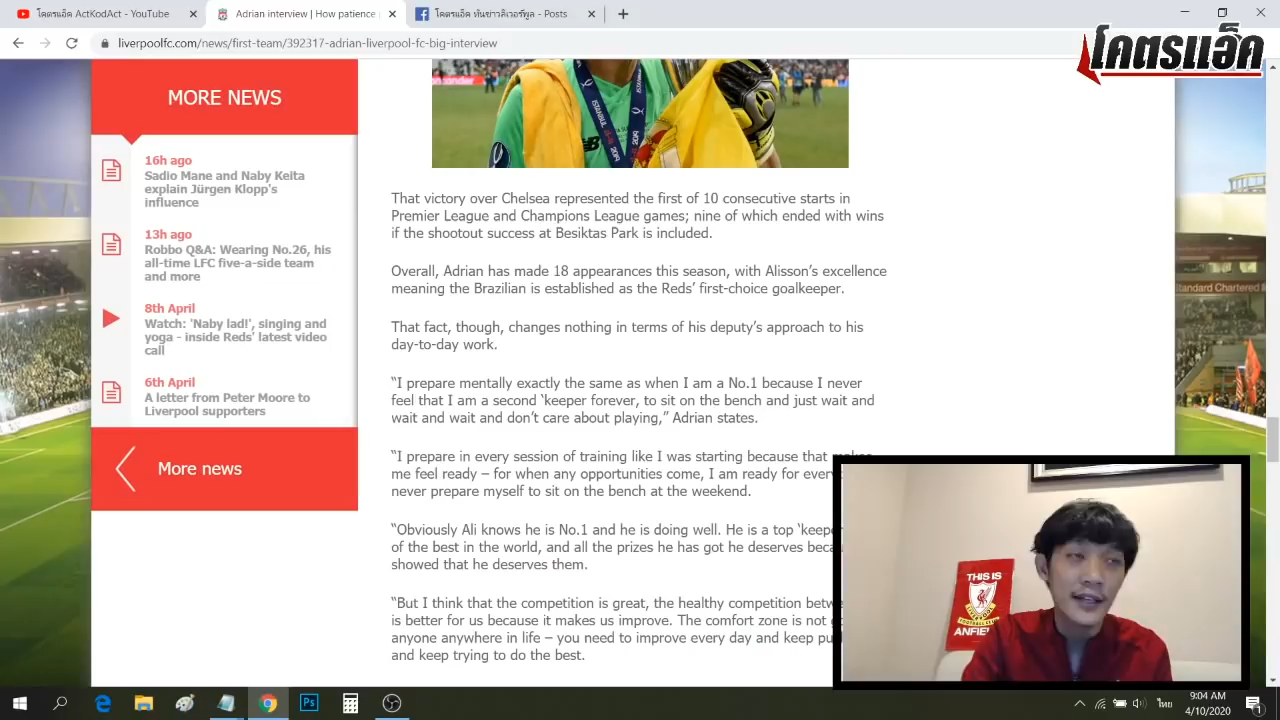 โคตรแอ็ค ActKodAct - YouTube
Adrian interview | How patience
โคตรแอ็ค ทันข่าวลิเวอร์พูล - Posts
liverpoolfc.com/news/first-team/392317-adrian-liverpool-fc-big-interview
โคตรแอ็ค
MORE NEWS
16h ago
Sadio Mane and Naby Keita
explain Jürgen Klopp's
influence
13h ago
Robbo Q&A: Wearing No.26, his
all-time LFC five-a-side team
and more
8th April
Watch: 'Naby lad!', singing and
yoga - inside Reds' latest video
call
6th April
A letter from Peter Moore to
Liverpool supporters
More news
That victory over Chelsea represented the first of 10 consecutive starts in
Premier League and Champions League games; nine of which ended with wins
if the shootout success at Besiktas Park is included.
Overall, Adrian has made 18 appearances this season, with Alisson’s excellence
meaning the Brazilian is established as the Reds’ first-choice goalkeeper.
That fact, though, changes nothing in terms of his deputy’s approach to his
day-to-day work.
“I prepare mentally exactly the same as when I am a No.1 because I never
feel that I am a second ‘keeper forever, to sit on the bench and just wait and
wait and wait and don’t care about playing,” Adrian states.
“I prepare in every session of training like I was starting because that makes
me feel ready – for when any opportunities come, I am ready for every
never prepare myself to sit on the bench at the weekend.
“Obviously Ali knows he is No.1 and he is doing well. He is a top ‘keeper
of the best in the world, and all the prizes he has got he deserves
showed that he deserves them.
“But I think that the competition is great, the healthy competition
is better for us because it makes us improve. The comfort zone is not
anyone anywhere in life – you need to improve every day and keep
and keep trying to do the best.
Standard Chartered
THIS IS
ANFIELD
ไทย
9:04 AM
4/10/2020